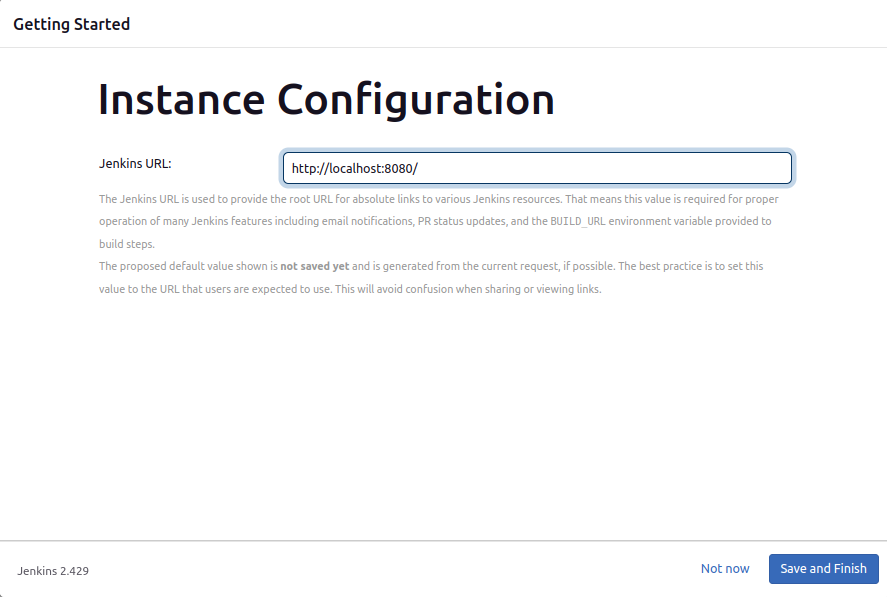 Getting Started
Instance Configuration
Jenkins URL:
http://localhost:8080/
The Jenkins URL is used to provide the root URL for absolute links to various Jenkins resources. That means this value is required for proper
operation of many Jenkins features including email notifications, PR status updates, and the BUILD_URL environment variable provided to
build steps.
The proposed default value shown is not saved yet and is generated from the current request, if possible. The best practice is to set this
value to the URL that users are expected to use. This will avoid confusion when sharing or viewing links.
Jenkins 2.429
Not now
Save and Finish